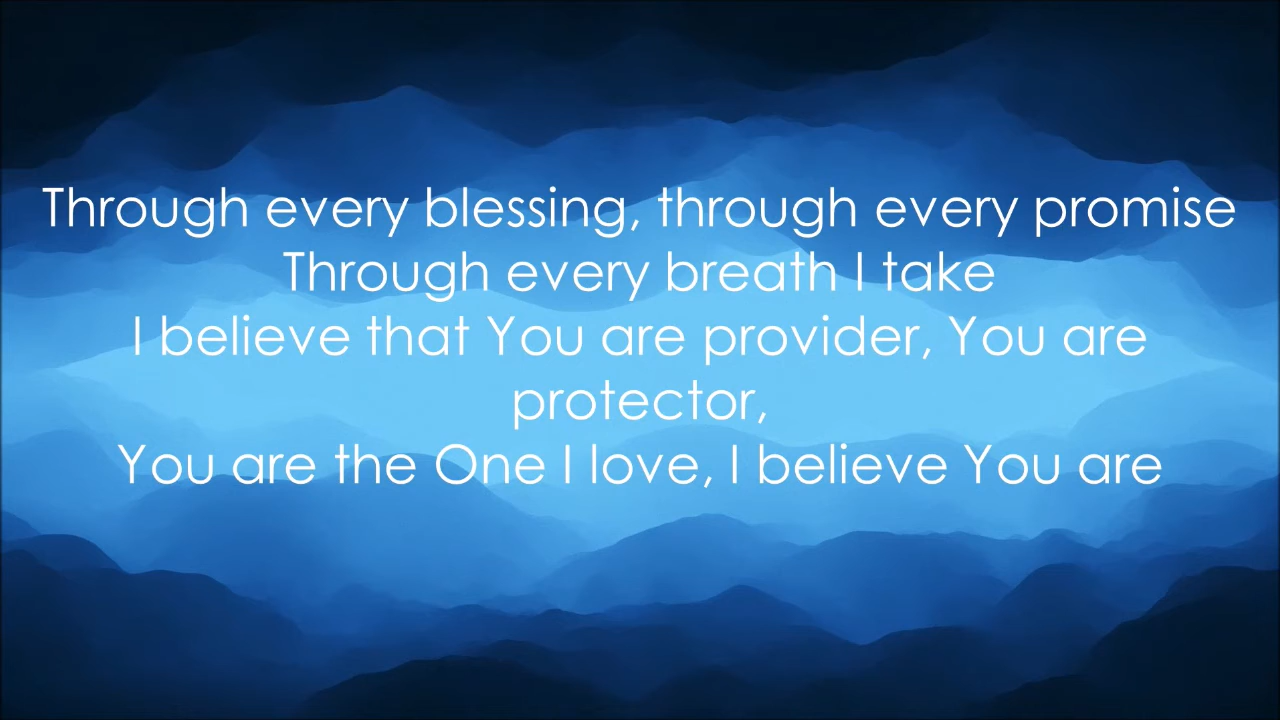 Through every blessing, through every promise
Through every breath I take
I believe that You are provider, You are
protector,
You are the One I love, I believe You are